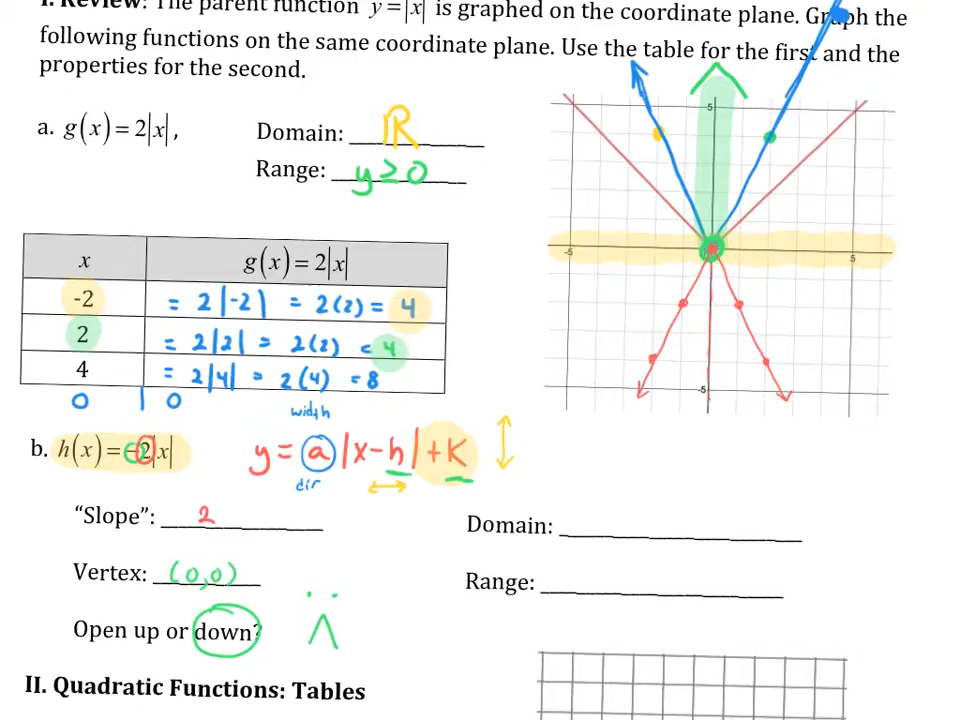 I. Review: The parent function y = |x| is graphed on the coordinate plane. Graph the
following functions on the same coordinate plane. Use the table for the first and the
properties for the second.
a. g(x) = 2|x|, Domain: ℝ
Range: y ≥ 0
x g(x) = 2|x|
-2 = 2|-2| = 2(2) = 4
2 = 2|2| = 2(2) = 4
4 = 2|4| = 2(4) = 8
0 | 0
width
b. h(x) = -2|x| y = a|x-h| + K
dir
"Slope": 2
Vertex: (0,0)
Open up or down?
Domain:
Range:
5
-5 5
-5
II. Quadratic Functions: Tables